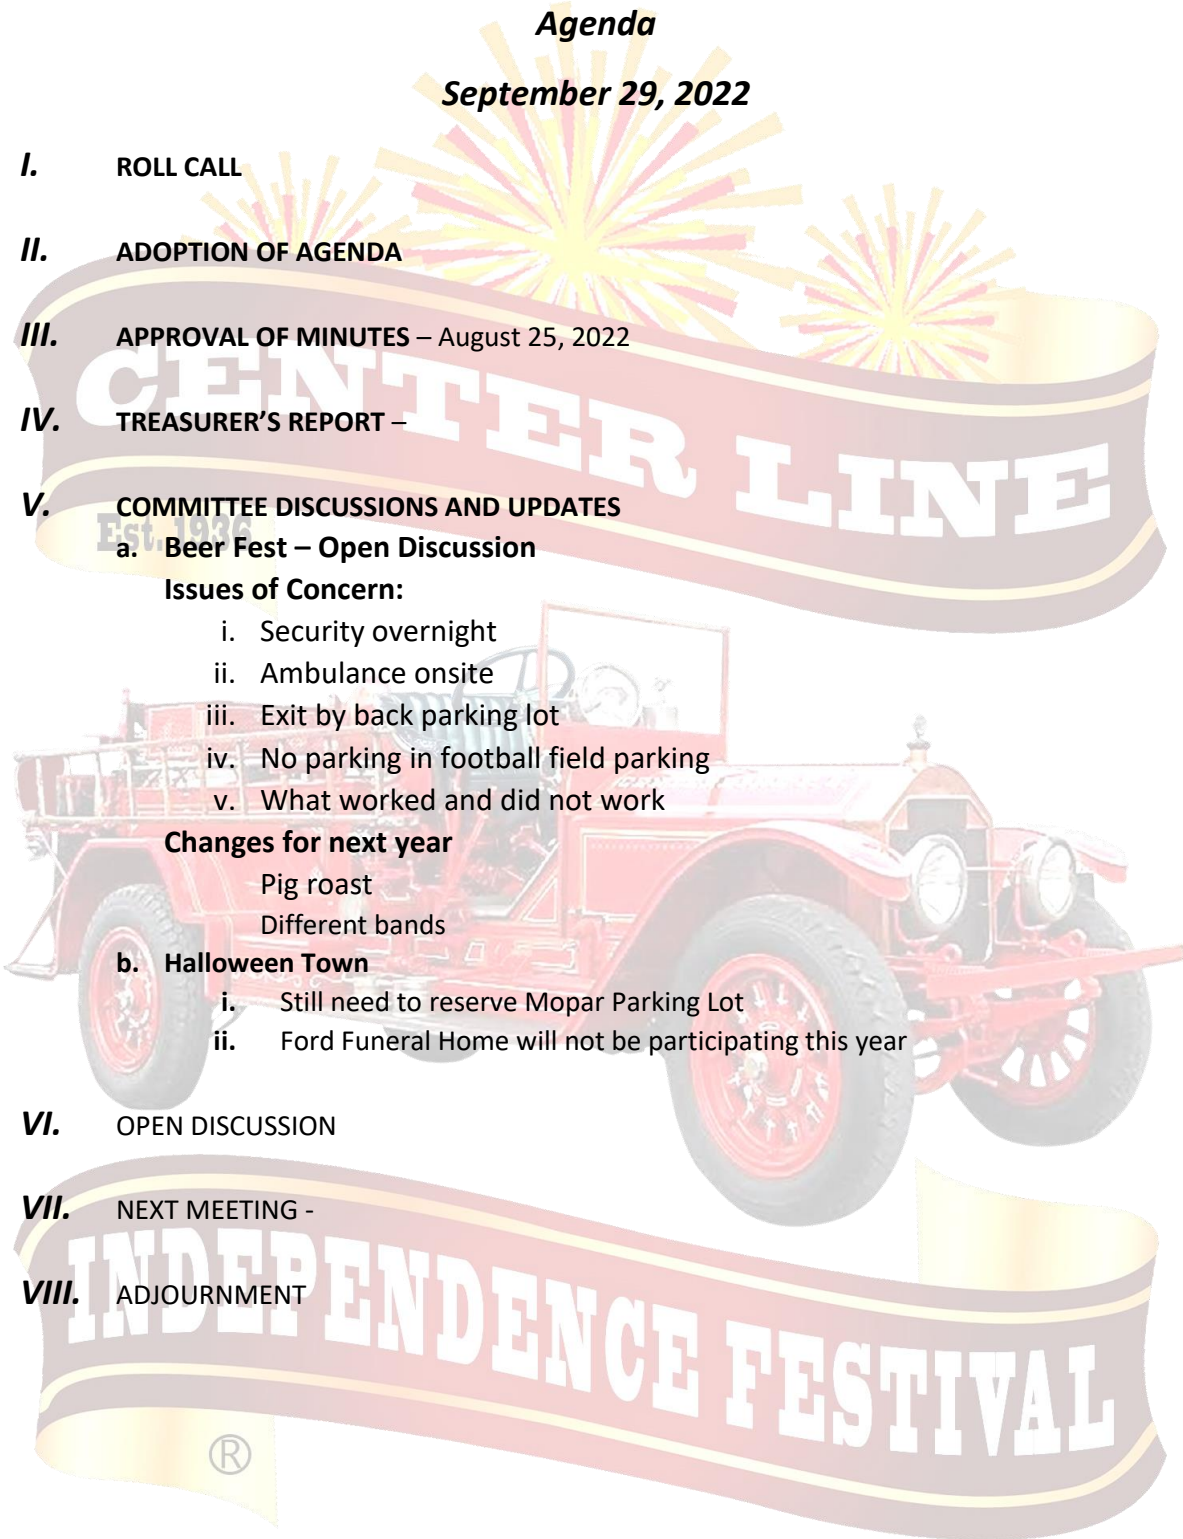 Agenda
September 29, 2022
I. ROLL CALL
II. ADOPTION OF AGENDA
III. APPROVAL OF MINUTES – August 25, 2022
CENTER LINE
IV. TREASURER’S REPORT –
V. COMMITTEE DISCUSSIONS AND UPDATES
Est. 1936
a. Beer Fest – Open Discussion
Issues of Concern:
i. Security overnight
ii. Ambulance onsite
iii. Exit by back parking lot
iv. No parking in football field parking
v. What worked and did not work
Changes for next year
Pig roast
Different bands
b. Halloween Town
i. Still need to reserve Mopar Parking Lot
ii. Ford Funeral Home will not be participating this year
VI. OPEN DISCUSSION
VII. NEXT MEETING -
VIII. ADJOURNMENT
INDEPENDENCE FESTIVAL
®